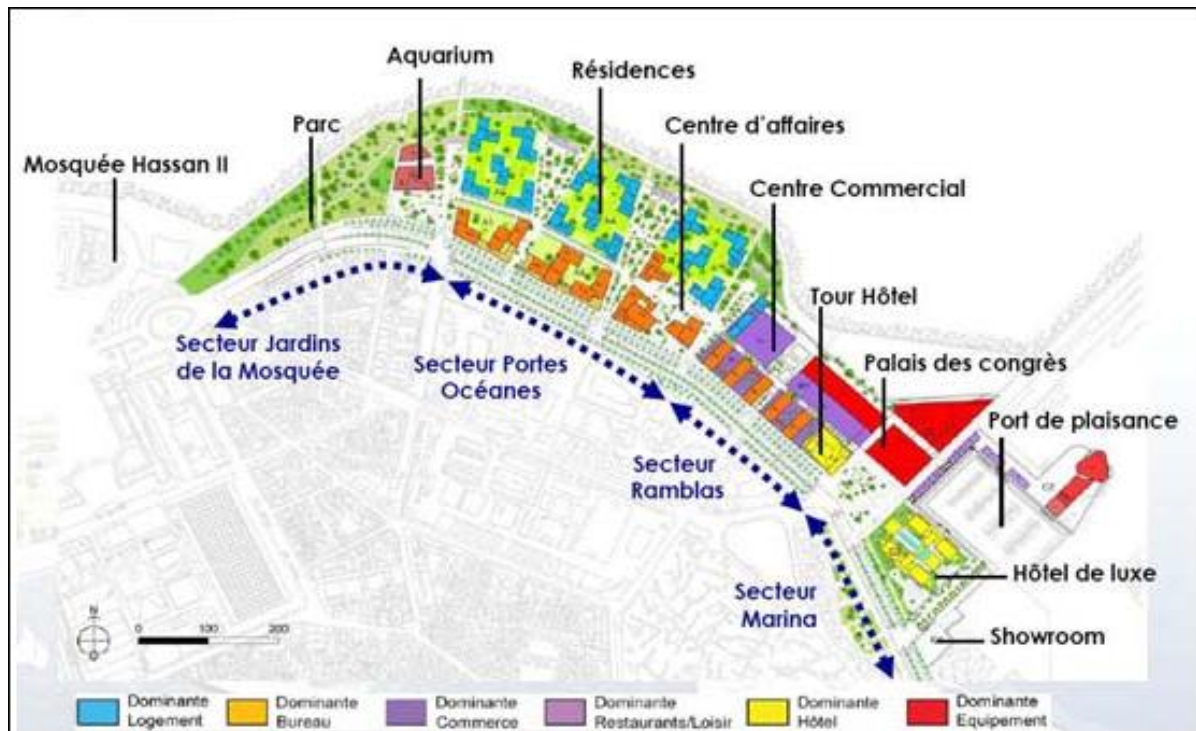 Aquarium
Résidences
Parc
Centre d'affaires
Mosquée Hassan II
Centre Commercial
Tour Hôtel
Secteur Jardins
de la Mosquée
Secteur Portes
Océanes
Palais des congrès
Port de plaisance
Secteur
Ramblas
Hôtel de luxe
Secteur
Marina
Showroom
N
0 100 200
Dominante
Logement
Dominante
Bureau
Dominante
Commerce
Dominante
Restaurants/Loisir
Dominante
Hôtel
Dominante
Equipement